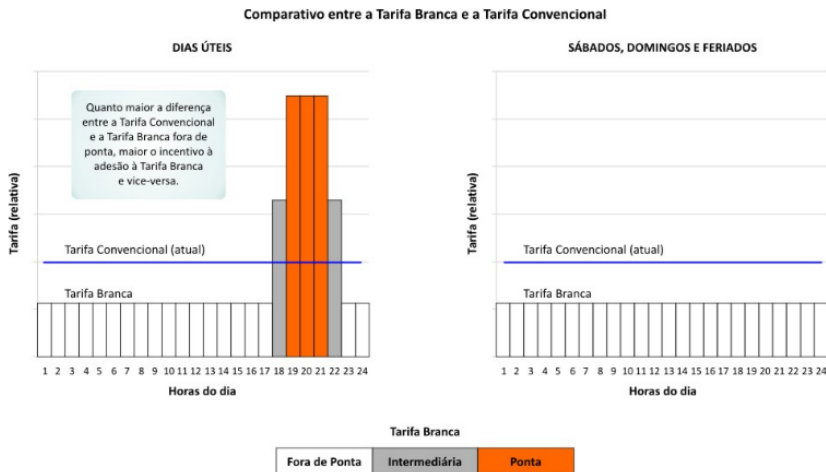 Comparativo entre a Tarifa Branca e a Tarifa Convencional
DIAS ÚTEIS
Quanto maior a diferença
entre a Tarifa Convencional
e a Tarifa Branca fora de
ponta, maior o incentivo à
adesão à Tarifa Branca
e vice-versa.
Tarifa (relativa)
Tarifa Convencional (atual)
Tarifa Branca
1 2 3 4 5 6 7 8 9 10 11 12 13 14 15 16 17 18 19 20 21 22 23 24
Horas do dia
SÁBADOS, DOMINGOS E FERIADOS
Tarifa (relativa)
Tarifa Convencional (atual)
Tarifa Branca
1 2 3 4 5 6 7 8 9 10 11 12 13 14 15 16 17 18 19 20 21 22 23 24
Horas do dia
Tarifa Branca
Fora de Ponta Intermediária Ponta